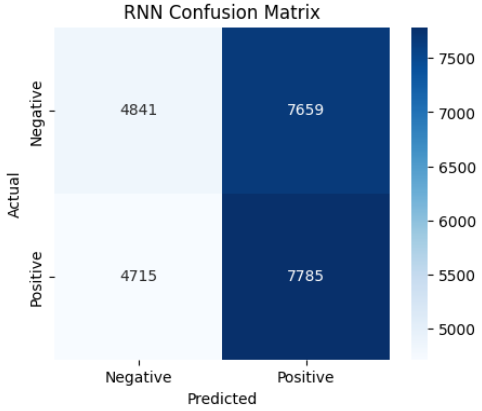 RNN Confusion Matrix
7500
7000
6500
6000
5500
5000
Actual
Negative
Positive
4841
7659
4715
7785
Negative
Positive
Predicted